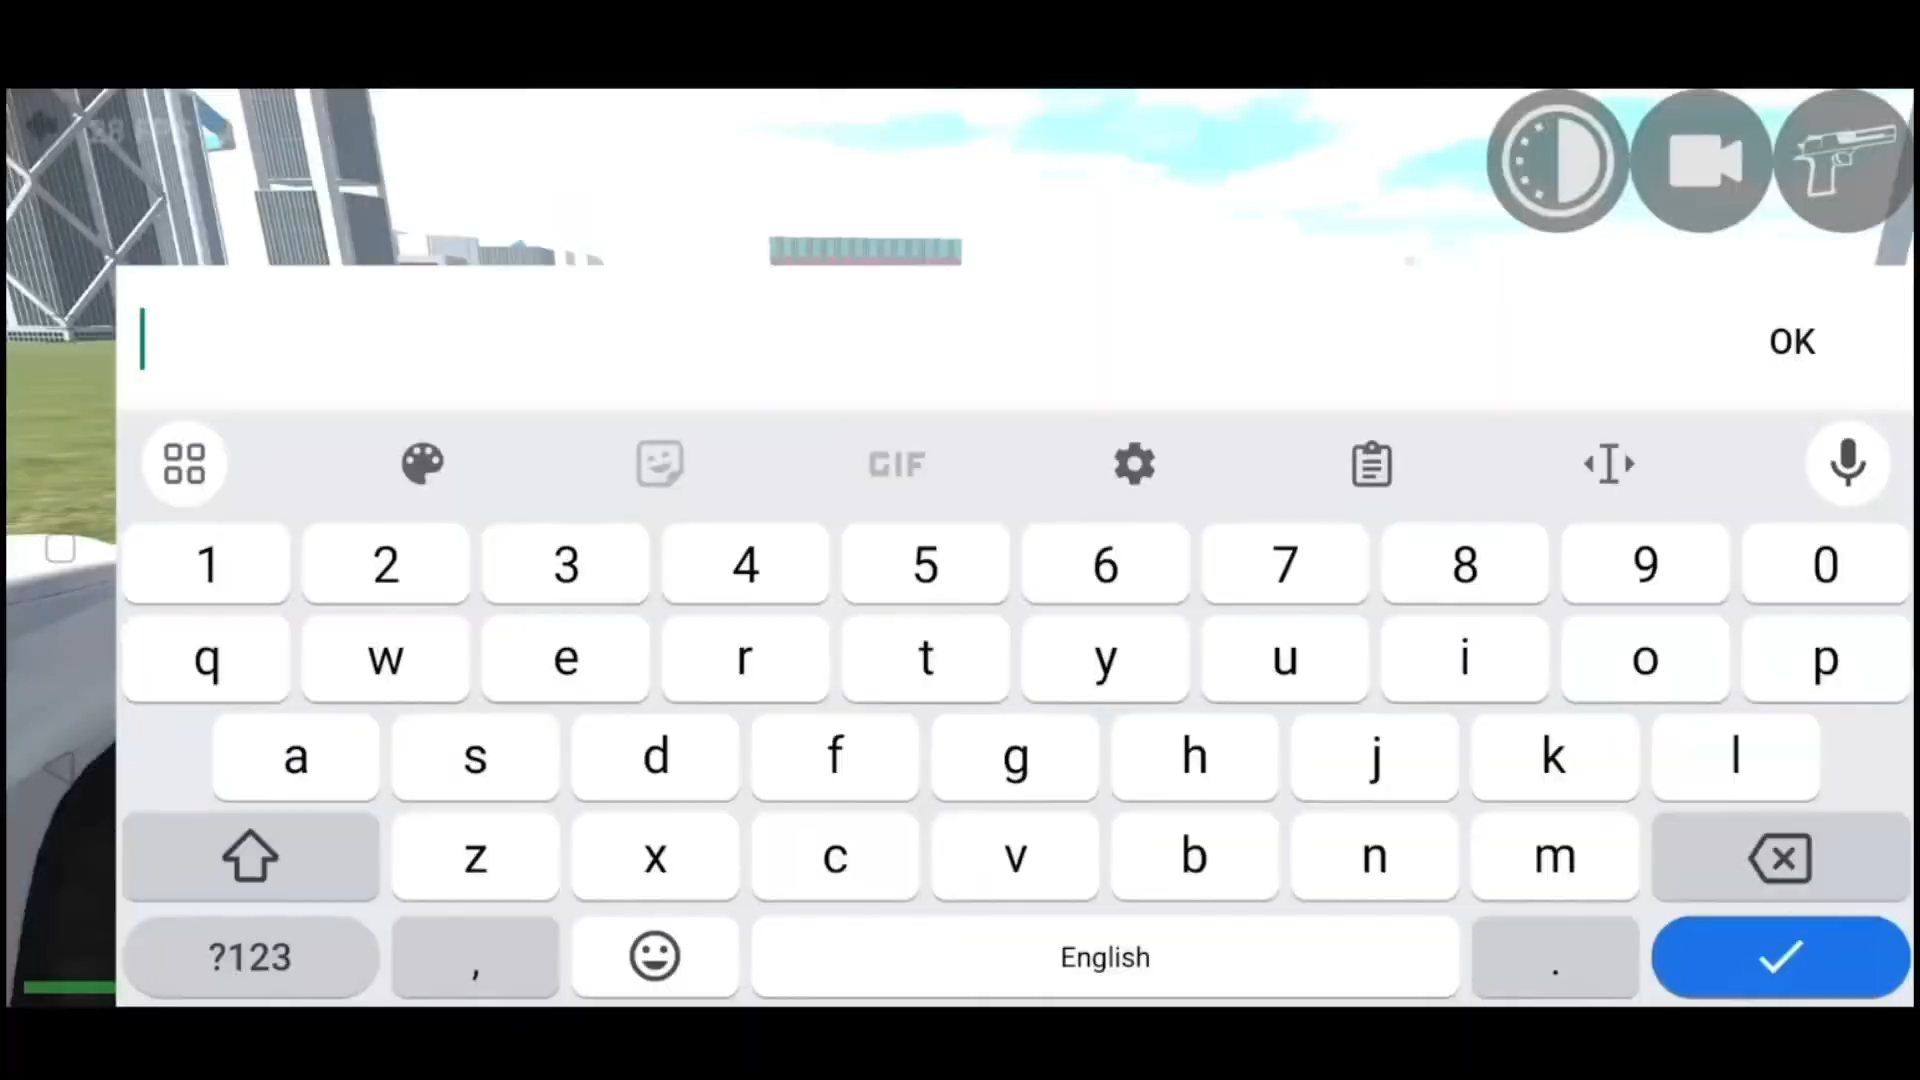 OK
GIF
1 2 3 4 5 6 7 8 9 0
q w e r t y u i o p
a s d f g h j k l
z x c v b n m
?123 , English .